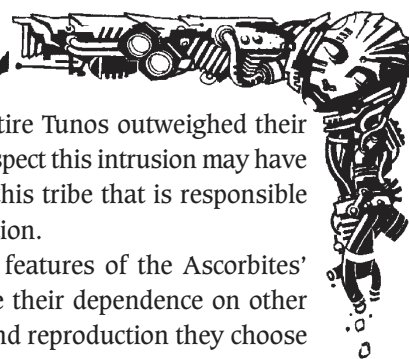 tire Tunos outweighed their
spect this intrusion may have
his tribe that is responsible
ion.
features of the Ascorbites'
e their dependence on other
nd reproduction they choose